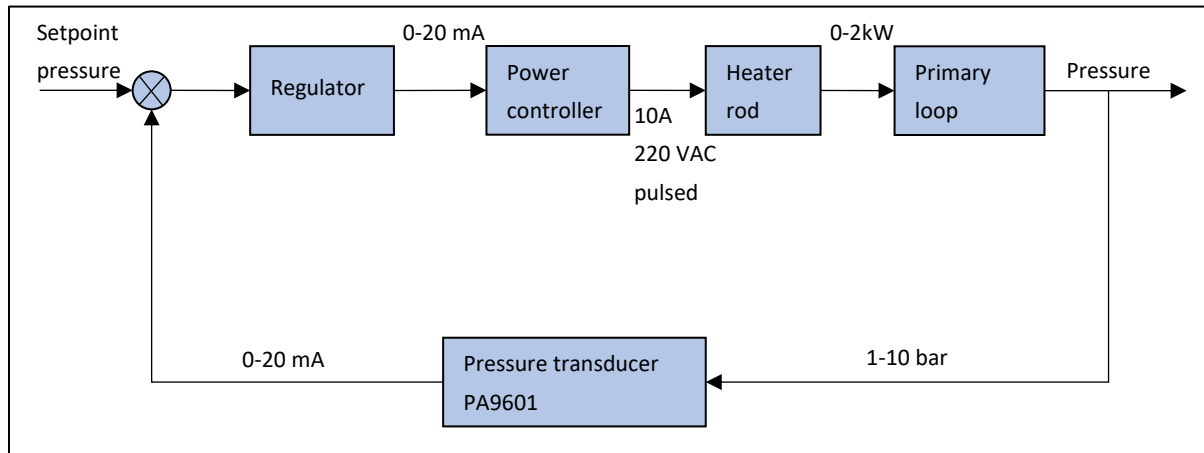 Setpoint
pressure
Regulator
0-20 mA
Power
controller
10A
220 VAC
pulsed
Heater
rod
0-2kW
Primary
loop
Pressure
1-10 bar
Pressure transducer
PA9601
0-20 mA